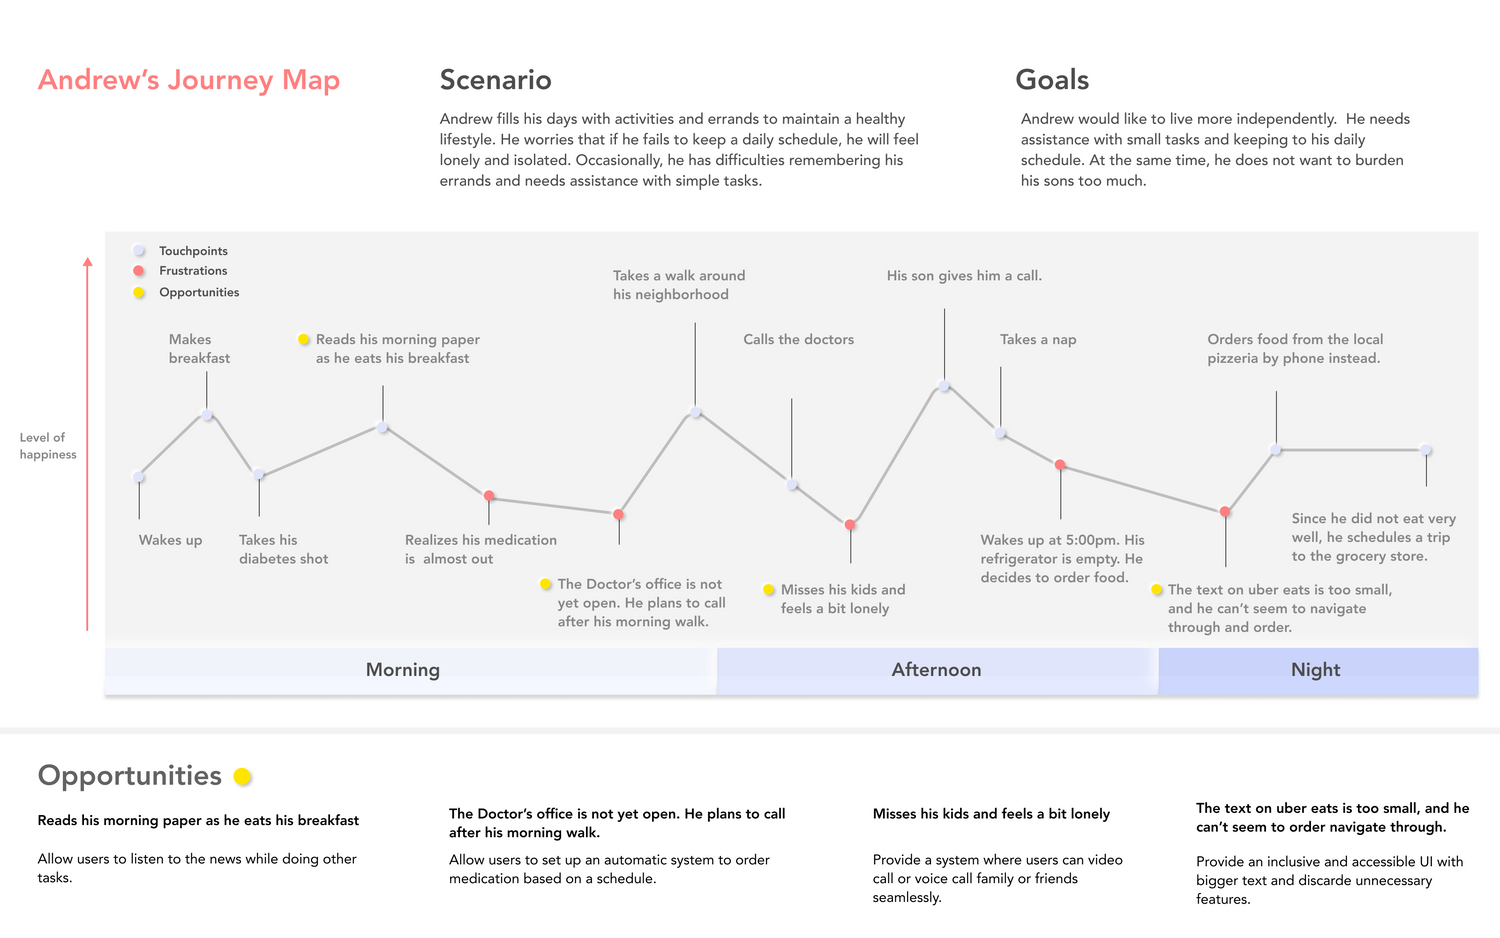 Andrew's Journey Map
Scenario
Andrew fills his days with activities and errands to maintain a healthy
lifestyle. He worries that if he fails to keep a daily schedule, he will feel
lonely and isolated. Occasionally, he has difficulties remembering his
errands and needs assistance with simple tasks.
Goals
Andrew would like to live more independently. He needs
assistance with small tasks and keeping to his daily
schedule. At the same time, he does not want to burden
his sons too much.
Touchpoints
Frustrations
Opportunities
Level of
happiness
Wakes up
Makes
breakfast
Takes his
diabetes shot
Reads his morning paper
as he eats his breakfast
Realizes his medication
is almost out
The Doctor's office is not
yet open. He plans to call
after his morning walk.
Takes a walk around
his neighborhood
Calls the doctors
Misses his kids and
feels a bit lonely
His son gives him a call.
Takes a nap
Wakes up at 5:00pm. His
refrigerator is empty. He
decides to order food.
The text on uber eats is too small,
and he can't seem to navigate
through and order.
Orders food from the local
pizzeria by phone instead.
Since he did not eat very
well, he schedules a trip
to the grocery store.
Morning
Afternoon
Night
Opportunities
Reads his morning paper as he eats his breakfast
Allow users to listen to the news while doing other
tasks.
The Doctor's office is not yet open. He plans to call
after his morning walk.
Allow users to set up an automatic system to order
medication based on a schedule.
Misses his kids and feels a bit lonely
Provide a system where users can video
call or voice call family or friends
seamlessly.
The text on uber eats is too small, and he
can't seem to order navigate through.
Provide an inclusive and accessible UI with
bigger text and discarde unnecessary
features.